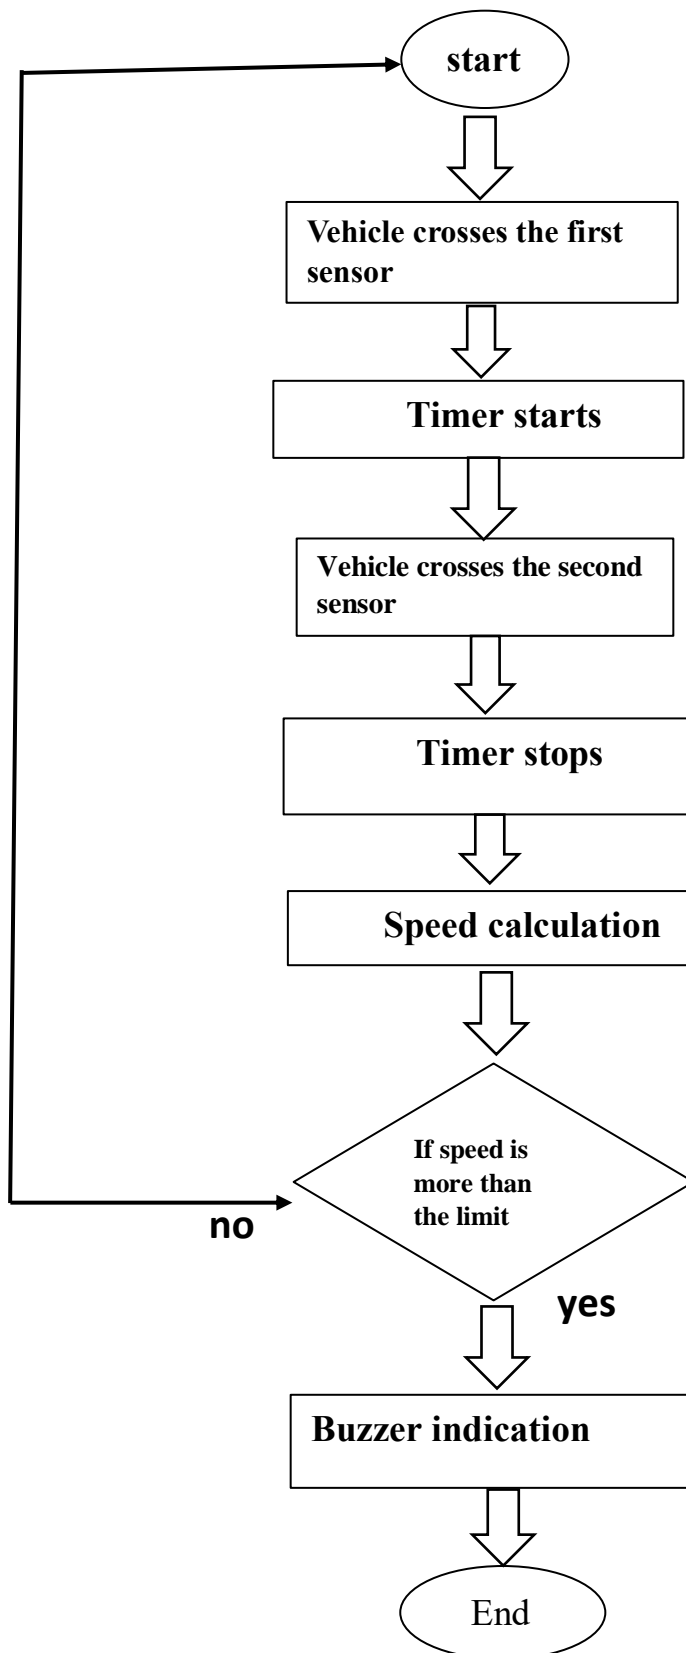 start
Vehicle crosses the first
sensor
Timer starts
Vehicle crosses the second
sensor
Timer stops
Speed calculation
If speed is
more than
the limit
no
yes
Buzzer indication
End